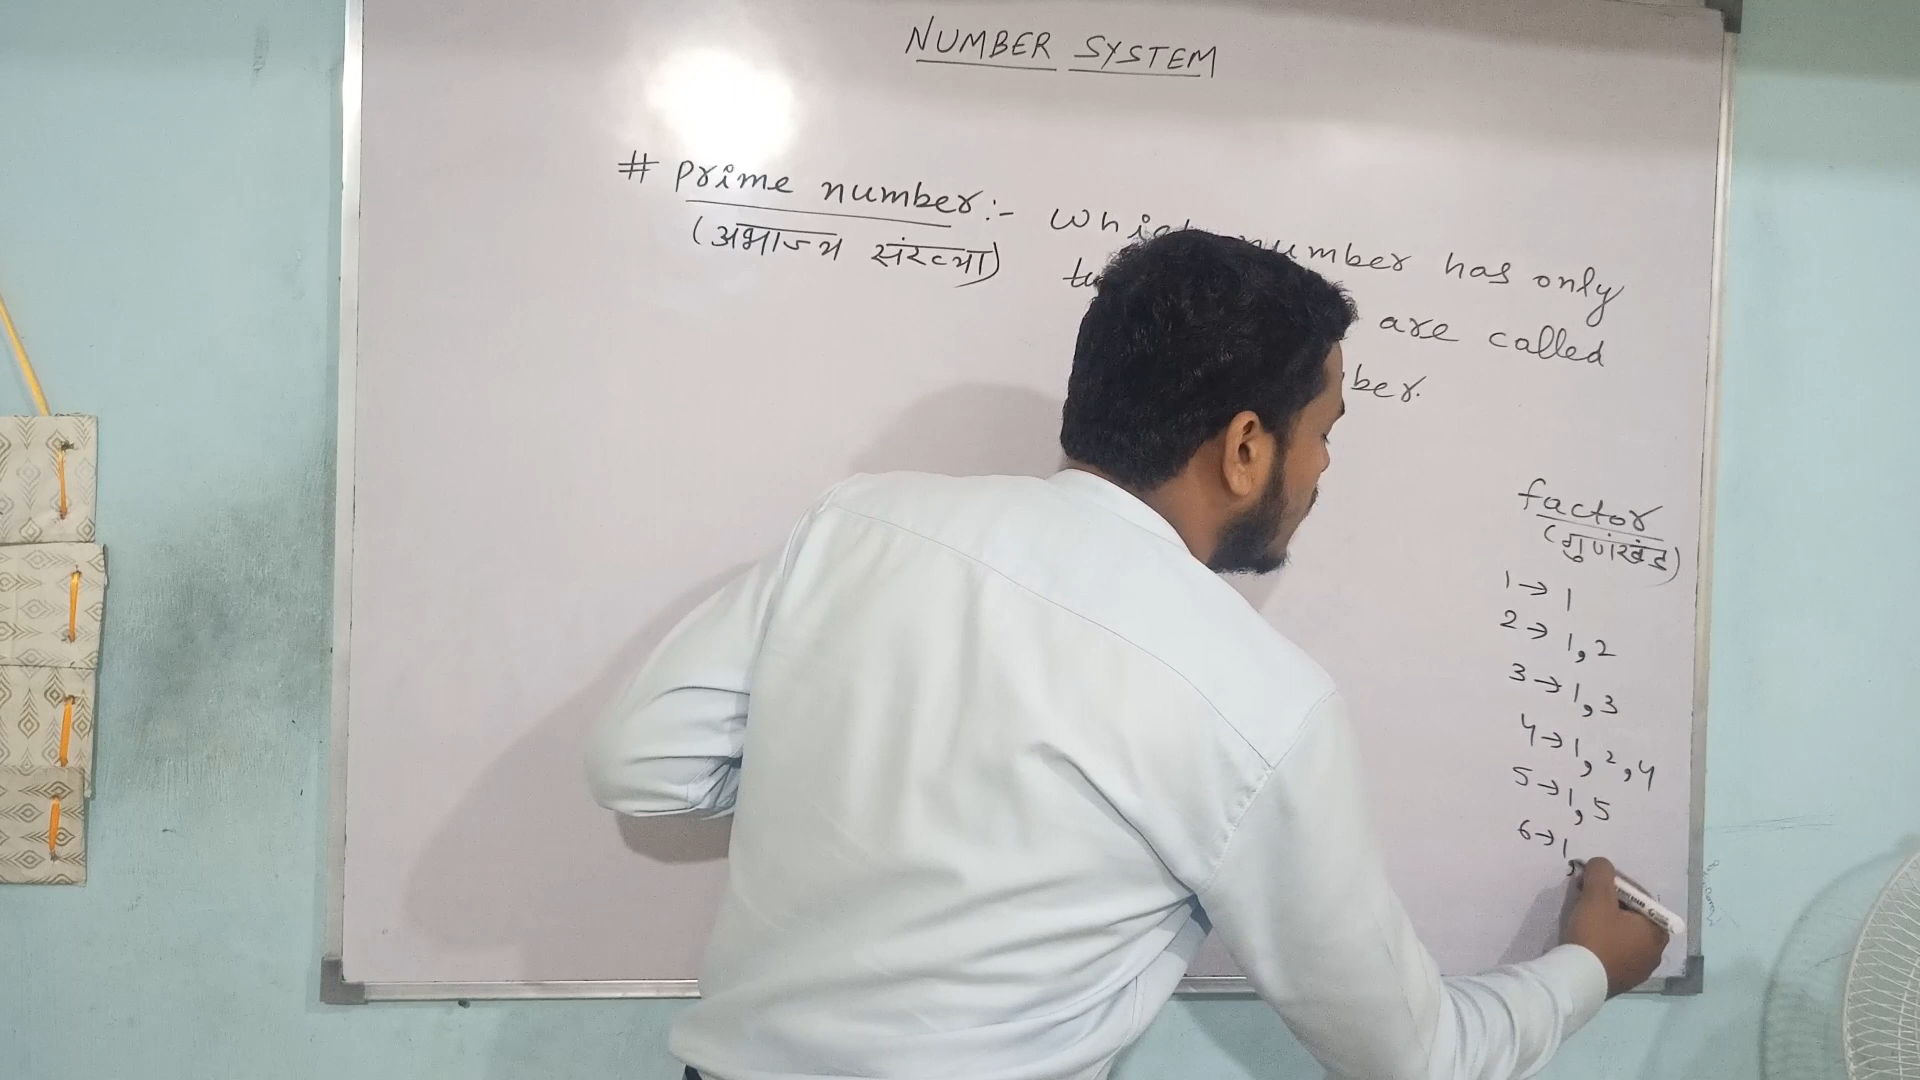 NUMBER SYSTEM
# Prime number:- which number has only
(अभाज्य संख्या)
are called
factor
(गुणंखंड)
1→ 1
2→ 1,2
3→ 1,3
4→ 1,2,4
5→ 1,5
6→ 1,